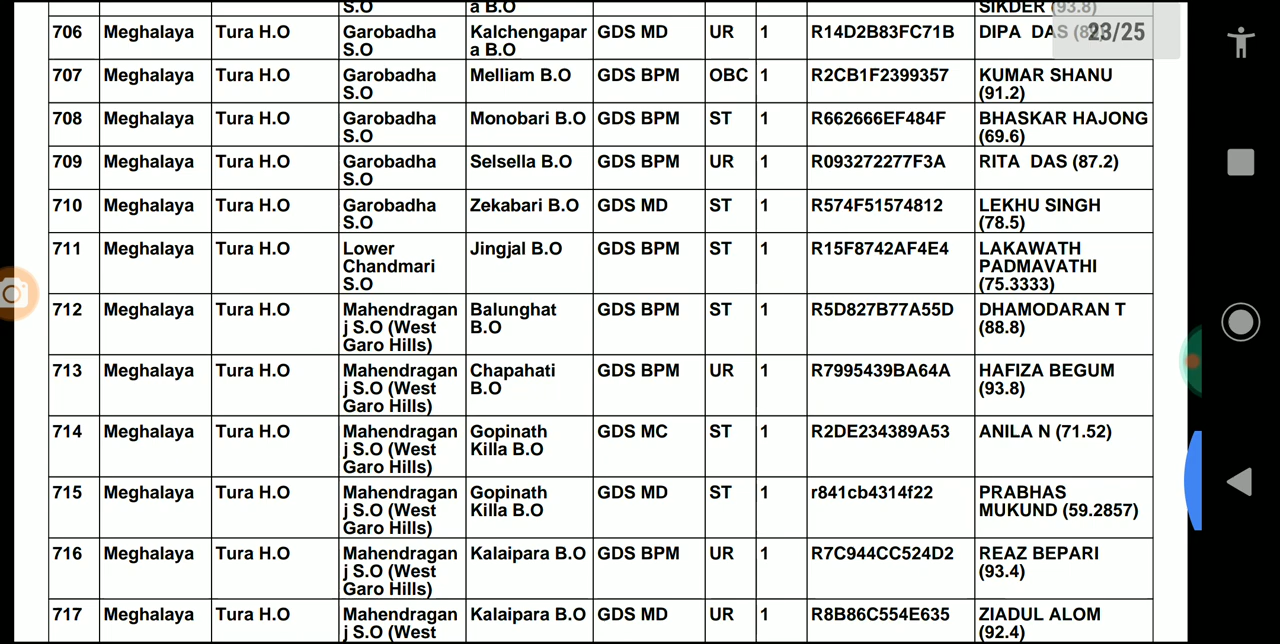 S.O a B.O SIKDER (93.8)
706 Meghalaya Tura H.O Garobadha Kalchengapar GDS MD UR 1 R14D2B83FC71B DIPA DAS
S.O a B.O
23/25
707 Meghalaya Tura H.O Garobadha Melliam B.O GDS BPM OBC 1 R2CB1F2399357 KUMAR SHANU
S.O (91.2)
708 Meghalaya Tura H.O Garobadha Monobari B.O GDS BPM ST 1 R662666EF484F BHASKAR HAJONG
S.O (69.6)
709 Meghalaya Tura H.O Garobadha Selsella B.O GDS BPM UR 1 R093272277F3A RITA DAS (87.2)
S.O
710 Meghalaya Tura H.O Garobadha Zekabari B.O GDS MD ST 1 R574F51574812 LEKHU SINGH
S.O (78.5)
711 Meghalaya Tura H.O Lower Jingjal B.O GDS BPM ST 1 R15F8742AF4E4 LAKAWATH
Chandmari PADMAVATHI
S.O (75.3333)
712 Meghalaya Tura H.O Mahendragan Balunghat GDS BPM ST 1 R5D827B77A55D DHAMODARAN T
j S.O (West B.O (88.8)
Garo Hills)
713 Meghalaya Tura H.O Mahendragan Chapahati GDS BPM UR 1 R7995439BA64A HAFIZA BEGUM
j S.O (West B.O (93.8)
Garo Hills)
714 Meghalaya Tura H.O Mahendragan Gopinath GDS MC ST 1 R2DE234389A53 ANILA N (71.52)
j S.O (West Killa B.O
Garo Hills)
715 Meghalaya Tura H.O Mahendragan Gopinath GDS MD ST 1 r841cb4314f22 PRABHAS
j S.O (West Killa B.O MUKUND (59.2857)
Garo Hills)
716 Meghalaya Tura H.O Mahendragan Kalaipara B.O GDS BPM UR 1 R7C944CC524D2 REAZ BEPARI
j S.O (West (93.4)
Garo Hills)
717 Meghalaya Tura H.O Mahendragan Kalaipara B.O GDS MD UR 1 R8B86C554E635 ZIADUL ALOM
j S.O (West (92.4)